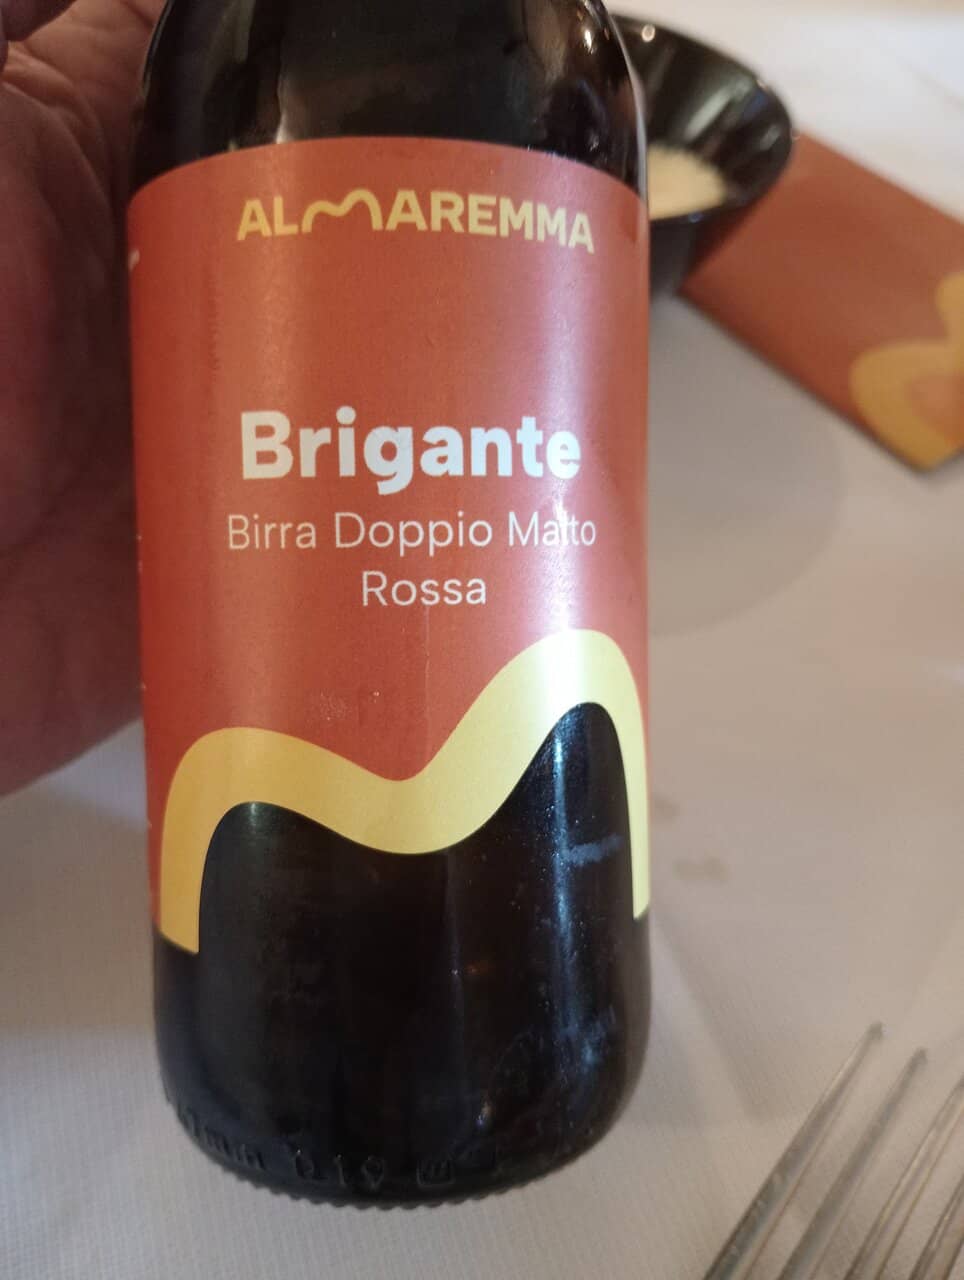 ALMAREMMA
Brigante
Birra Doppio Malto
Rossa